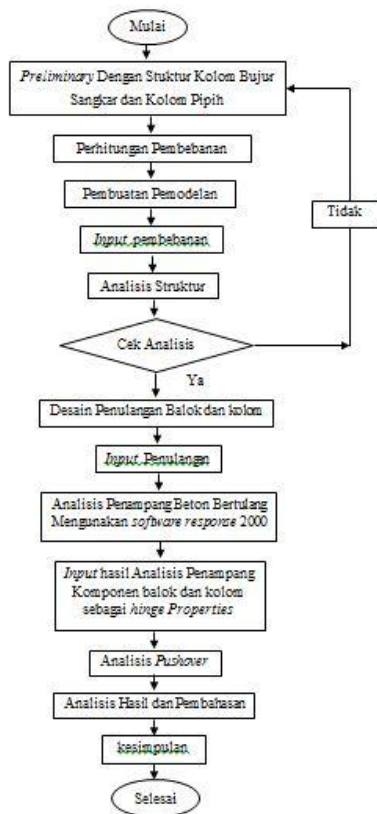 Mulai
Preliminary Dengan Stuktur Kolom Bujur
Sangkar dan Kolom Pipih
Perhitungan Pembebanan
Pembuatan Pemodelan
Tidak
Input pembebanan
Analisis Struktur
Cek Analisis
Ya
Desain Penulangan Balok dan kolom
Input Penulangan
Analisis Penampang Beton Bertulang
Mengunakan software response 2000
Input hasil Analisis Penampang
Komponen balok dan kolom
sebagai hinge Properties
Analisis Pushover
Analisis Hasil dan Pembahasan
kesimpulan
Selesai